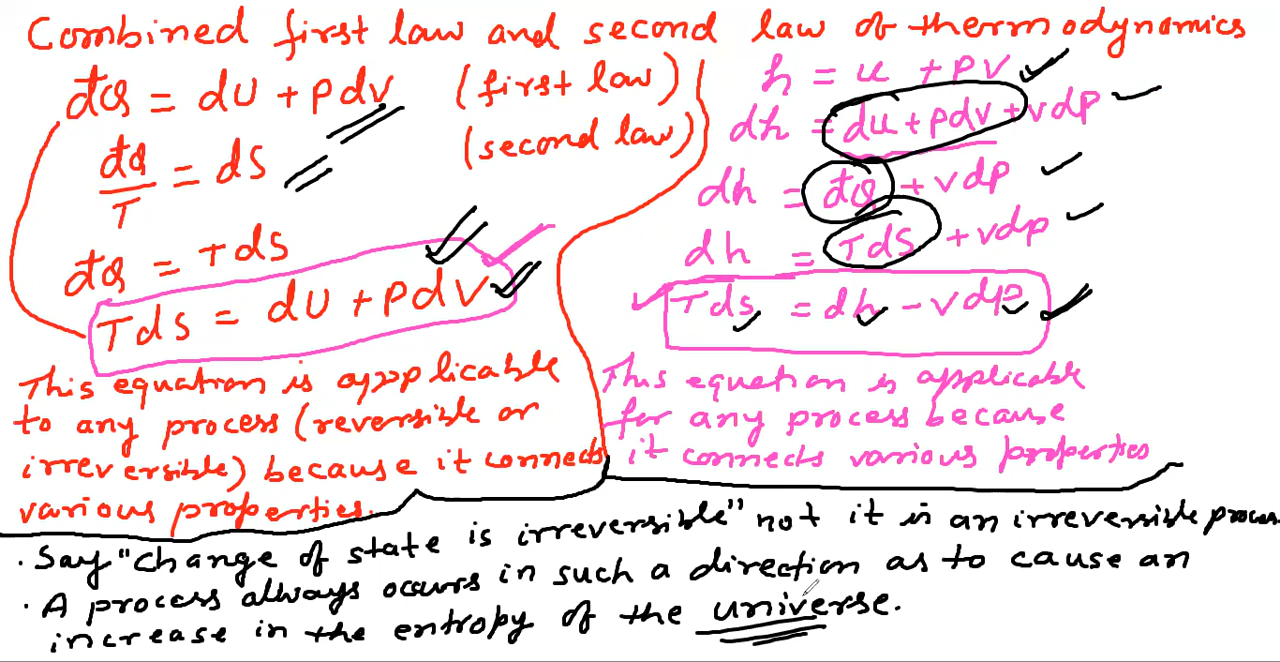 Combined first law and second law of thermodynamics
đQ = dU + PdV (first law)
đQ/T = dS (second law)
đQ = TdS
TdS = dU + PdV
This equation is applicable
to any process (reversible or
irreversible) because it connects
various properties.
h = u + PV
dh = du + pdv + vdp
dh = đQ + vdp
dh = TdS + vdp
Tds = dh - vdp
This equation is applicable
for any process because
it connects various properties
• Say "Change of state is irreversible" not it is an irreversible process
• A process always occurs in such a direction as to cause an
increase in the entropy of the universe.